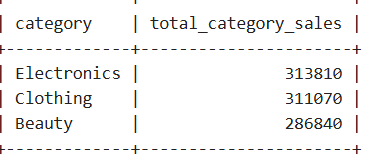 | category | total_category_sales |
+-------------+----------------------+
| Electronics | 313810 |
| Clothing | 311070 |
| Beauty | 286840 |
+-------------+----------------------+